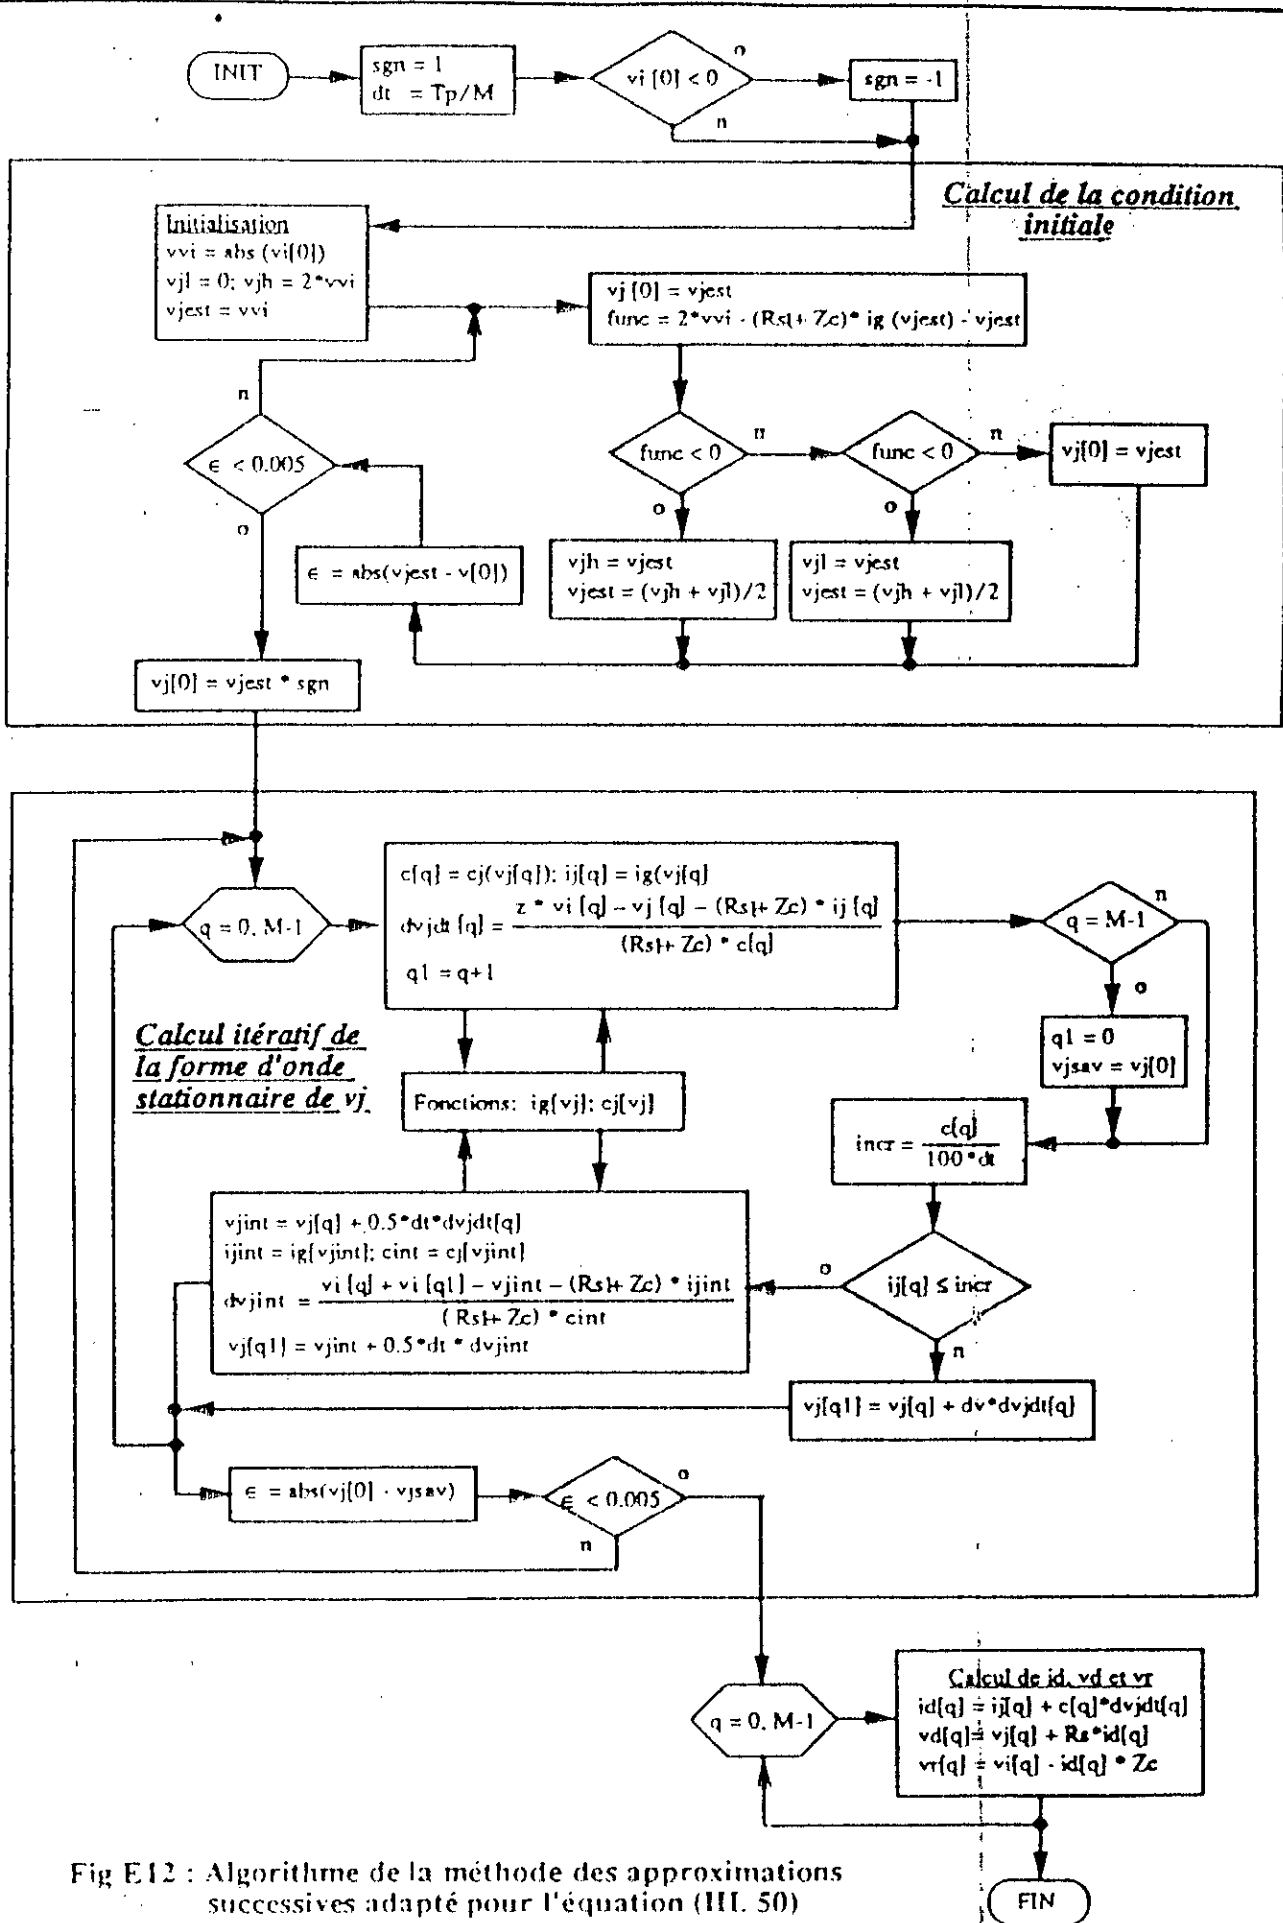 INIT
sgn = 1
dt = Tp/M
vi [0] < 0
o
n
sgn = -1
Calcul de la condition
initiale
Initialisation
vvi = abs (vi[0])
vjl = 0; vjh = 2*vvi
vjest = vvi
vj [0] = vjest
func = 2*vvi - (Rs|+ Zc)* ig (vjest) - vjest
n
є < 0.005
o
func < 0
n
func < 0
n
vj[0] = vjest
o
o
є = abs(vjest - v[0])
vjh = vjest
vjest = (vjh + vjl)/2
vjl = vjest
vjest = (vjh + vjl)/2
vj[0] = vjest * sgn
q = 0, M-1
c[q] = cj(vj[q]); ij[q] = ig(vj[q]
dvjdt [q] = z * vi [q] – vj [q] – (Rs|+ Zc) * ij [q]
(Rs|+ Zc) * c[q]
q1 = q+1
q = M-1
n
o
q1 = 0
vjsav = vj[0]
Calcul itératif de
la forme d'onde
stationnaire de vj
Fonctions: ig[vj]; cj[vj]
incr = c[q]
100*dt
vjint = vj[q] + 0.5*dt*dvjdt[q]
ijint = ig[vjint]; cint = cj[vjint]
dvjint = vi [q] + vi [q1] – vjint – (Rs|+ Zc) * ijint
( Rs|+ Zc) * cint
vj[q1] = vjint + 0.5*dt * dvjint
o
ij[q] ≤ incr
n
vj[q1] = vj[q] + dv*dvjdt[q]
є = abs(vj[0] - vjsav)
є < 0.005
o
n
q = 0, M-1
Calcul de id, vd et vr
id[q] = ij[q] + c[q]*dvjdt[q]
vd[q]= vj[q] + Rs*id[q]
vr[q] = vi[q] - id[q] * Zc
FIN
Fig E12 : Algorithme de la méthode des approximations
successives adapté pour l'équation (III. 50)